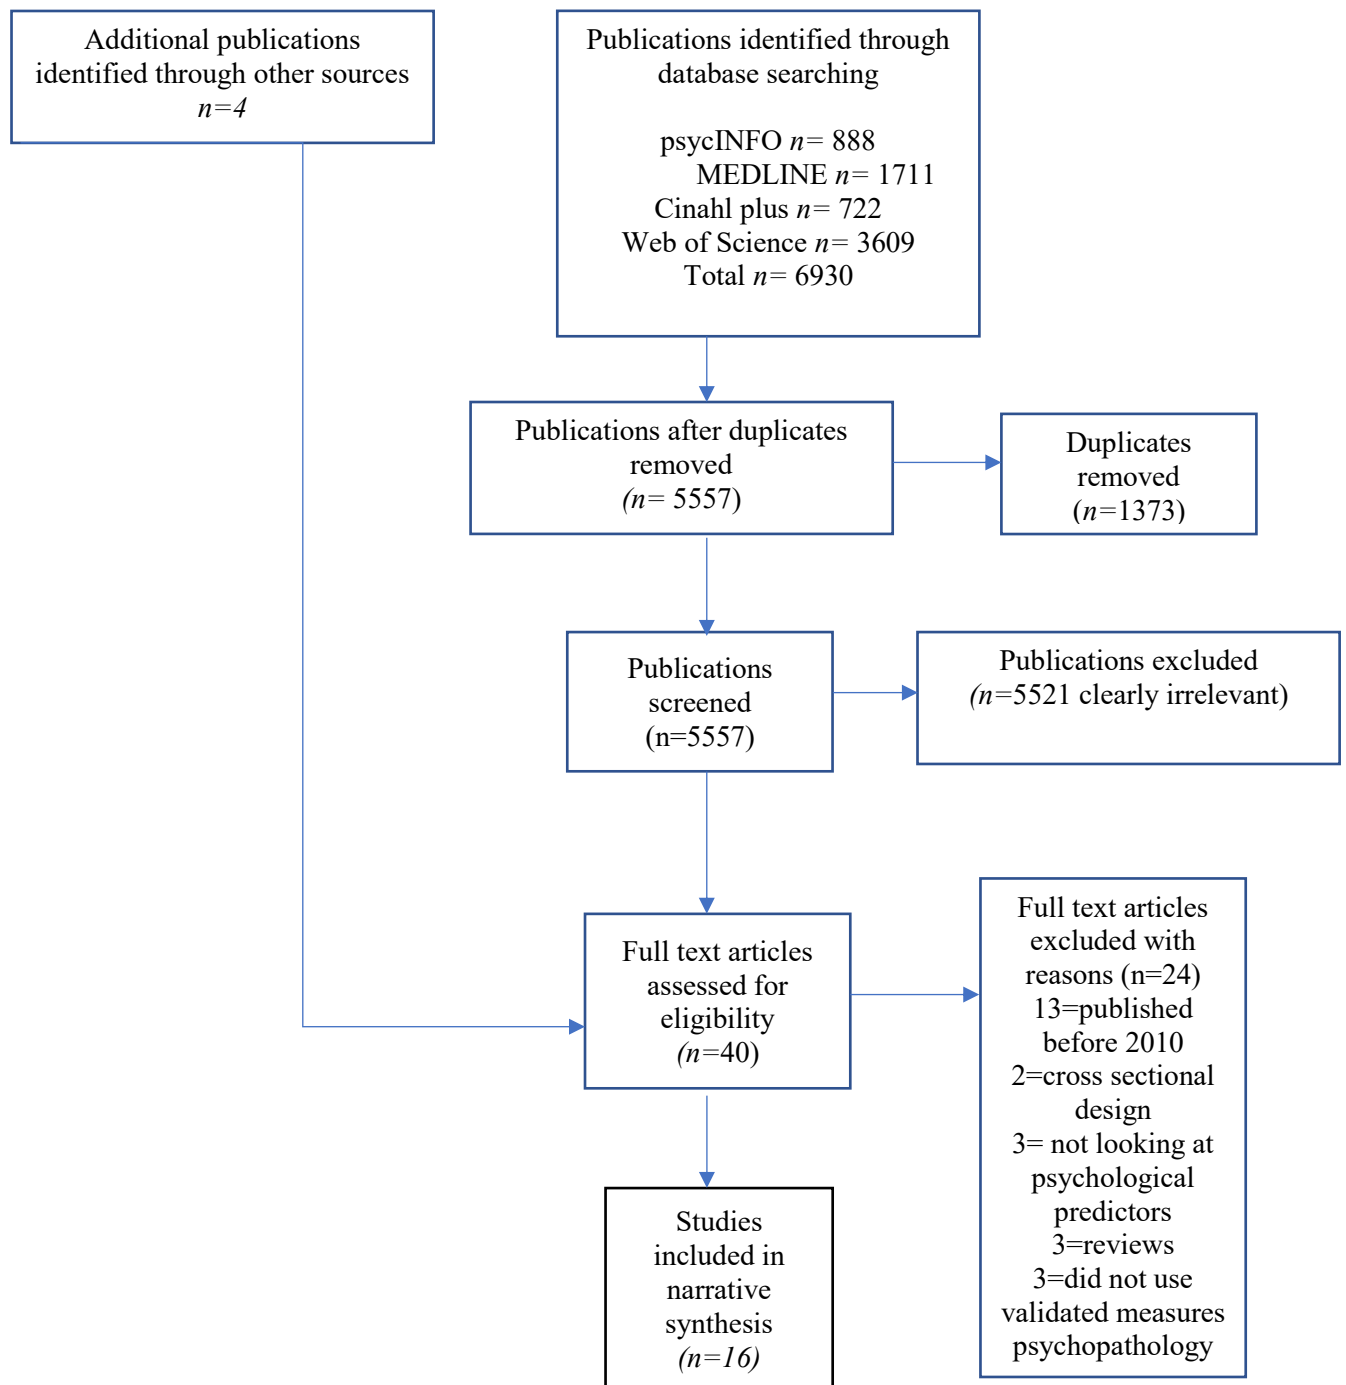 Additional publications
identified through other sources
n=4
Publications identified through
database searching
psycINFO n= 888
MEDLINE n= 1711
Cinahl plus n= 722
Web of Science n= 3609
Total n= 6930
Publications after duplicates
removed
(n= 5557)
Duplicates
removed
(n=1373)
Publications
screened
(n=5557)
Publications excluded
(n=5521 clearly irrelevant)
Full text articles
assessed for
eligibility
(n=40)
Full text articles
excluded with
reasons (n=24)
13=published
before 2010
2=cross sectional
design
3= not looking at
psychological
predictors
3=reviews
3=did not use
validated measures
psychopathology
Studies
included in
narrative
synthesis
(n=16)